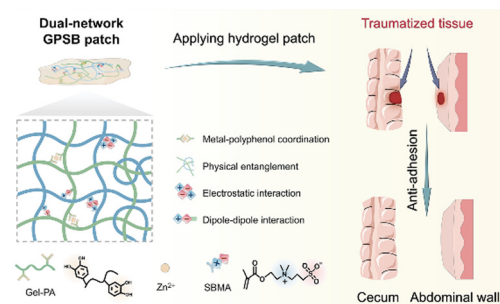 Dual-network
GPSB patch
Applying hydrogel patch
Traumatized tissue
Metal-polyphenol coordination
Physical entanglement
Electrostatic interaction
Dipole-dipole interaction
Anti-adhesion
Gel-PA
Zn²⁺
SBMA
Cecum
Abdominal wall